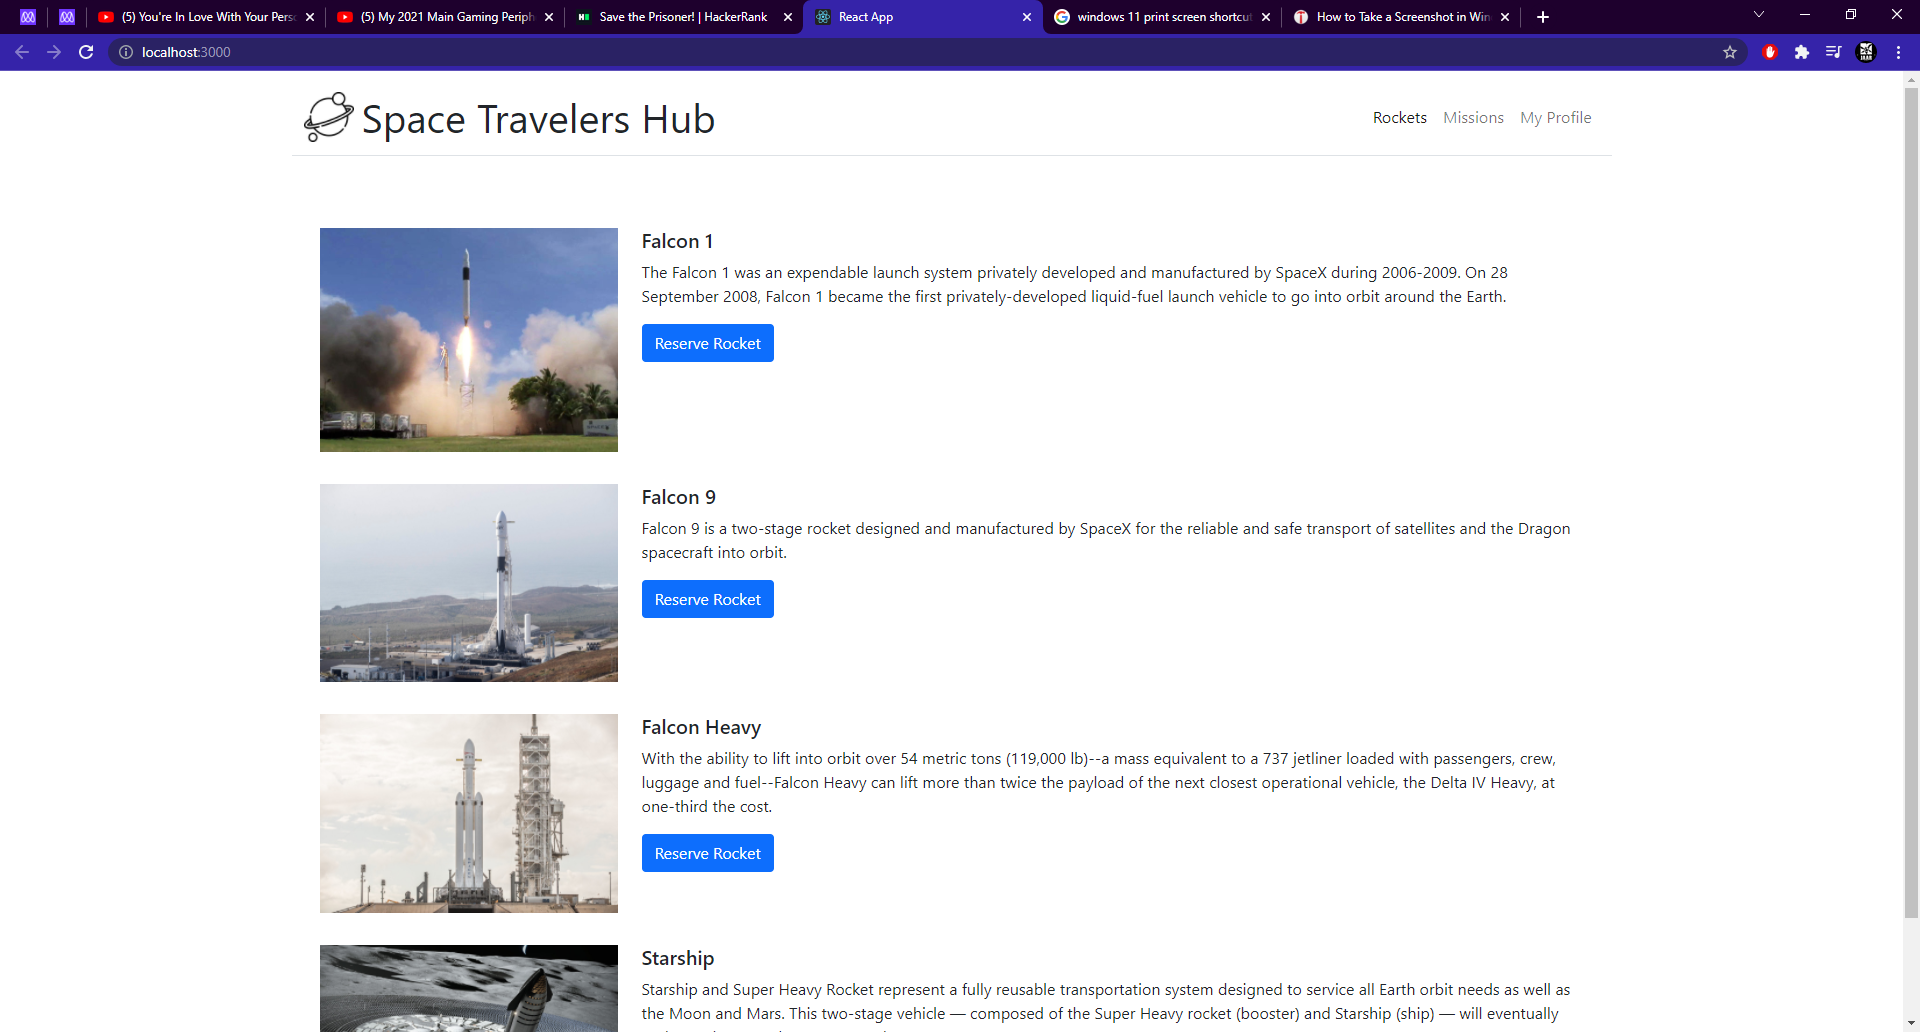 (5) You're In Love With Your Pers
(5) My 2021 Main Gaming Periph
Save the Prisoner! | HackerRank
React App
windows 11 print screen shortcut
How to Take a Screenshot in Win
localhost:3000
Space Travelers Hub
Rockets
Missions
My Profile
Falcon 1
The Falcon 1 was an expendable launch system privately developed and manufactured by SpaceX during 2006-2009. On 28
September 2008, Falcon 1 became the first privately-developed liquid-fuel launch vehicle to go into orbit around the Earth.
Reserve Rocket
Falcon 9
Falcon 9 is a two-stage rocket designed and manufactured by SpaceX for the reliable and safe transport of satellites and the Dragon
spacecraft into orbit.
Reserve Rocket
Falcon Heavy
With the ability to lift into orbit over 54 metric tons (119,000 lb)--a mass equivalent to a 737 jetliner loaded with passengers, crew,
luggage and fuel--Falcon Heavy can lift more than twice the payload of the next closest operational vehicle, the Delta IV Heavy, at
one-third the cost.
Reserve Rocket
Starship
Starship and Super Heavy Rocket represent a fully reusable transportation system designed to service all Earth orbit needs as well as
the Moon and Mars. This two-stage vehicle — composed of the Super Heavy rocket (booster) and Starship (ship) — will eventually